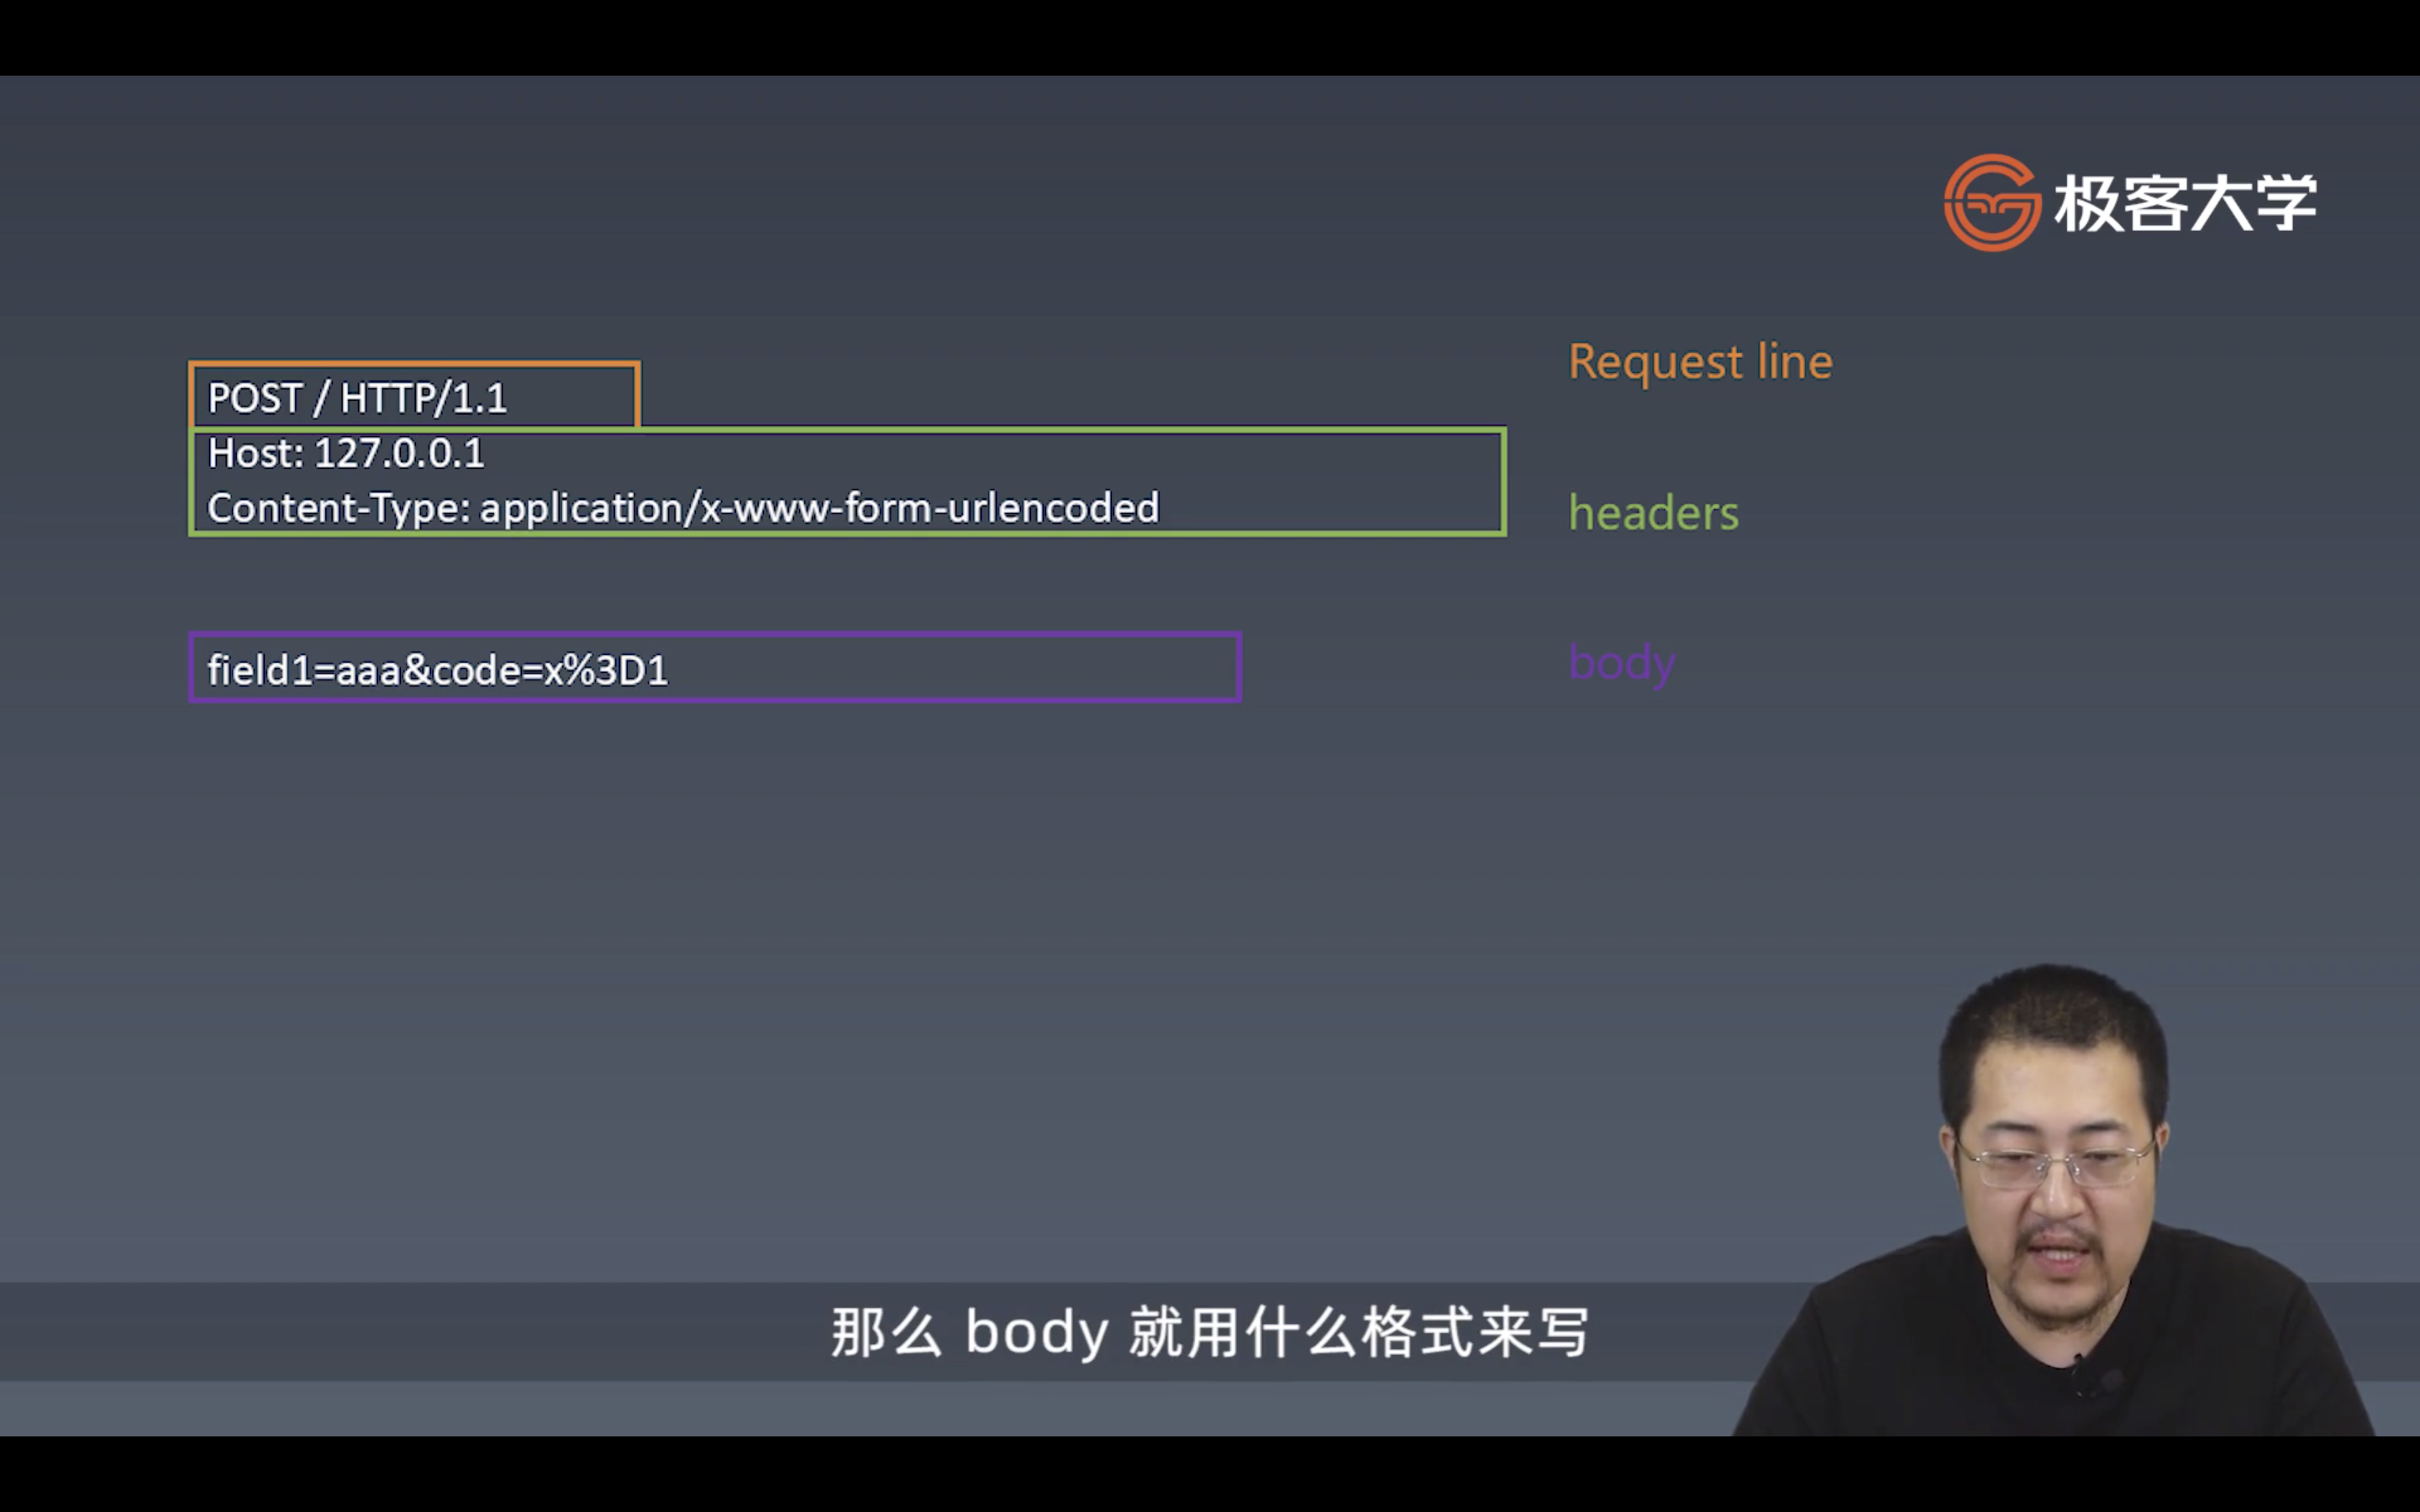 极客大学
Request line
POST / HTTP/1.1
Host: 127.0.0.1
Content-Type: application/x-www-form-urlencoded
headers
field1=aaa&code=x%3D1
body
那么 body 就用什么格式来写